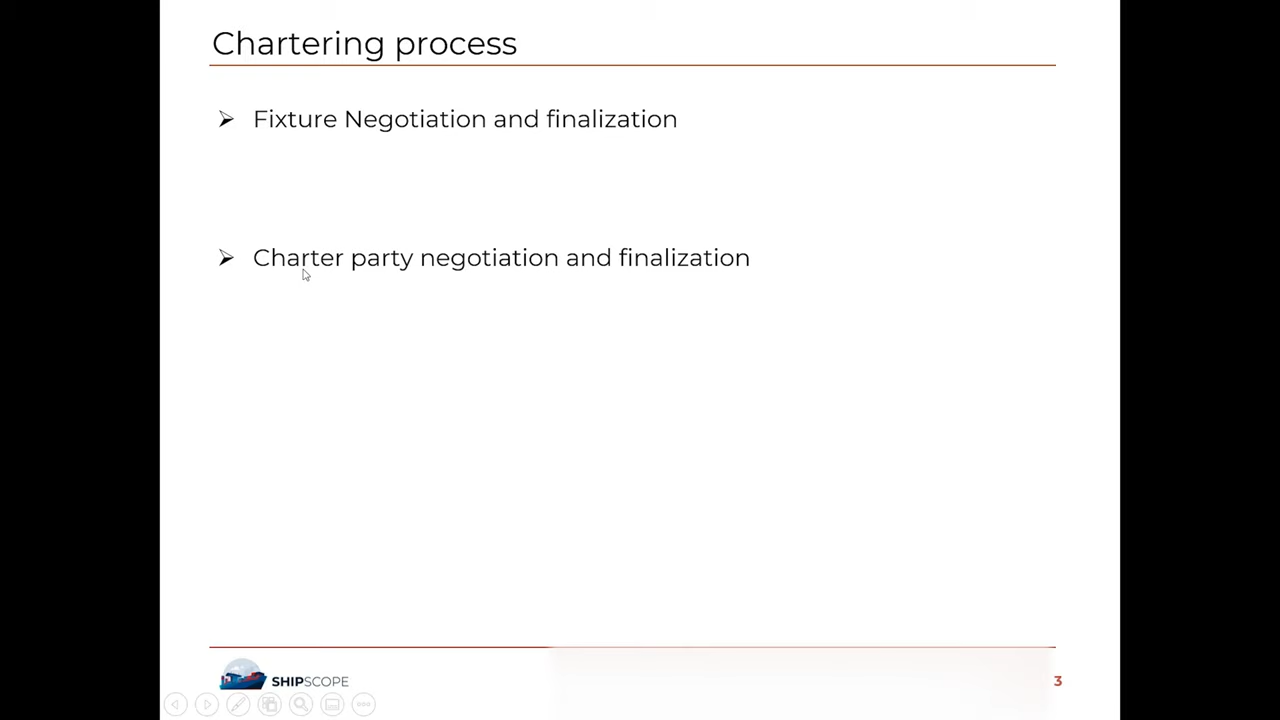 Chartering process
Fixture Negotiation and finalization
Charter party negotiation and finalization
SHIPSCOPE
3